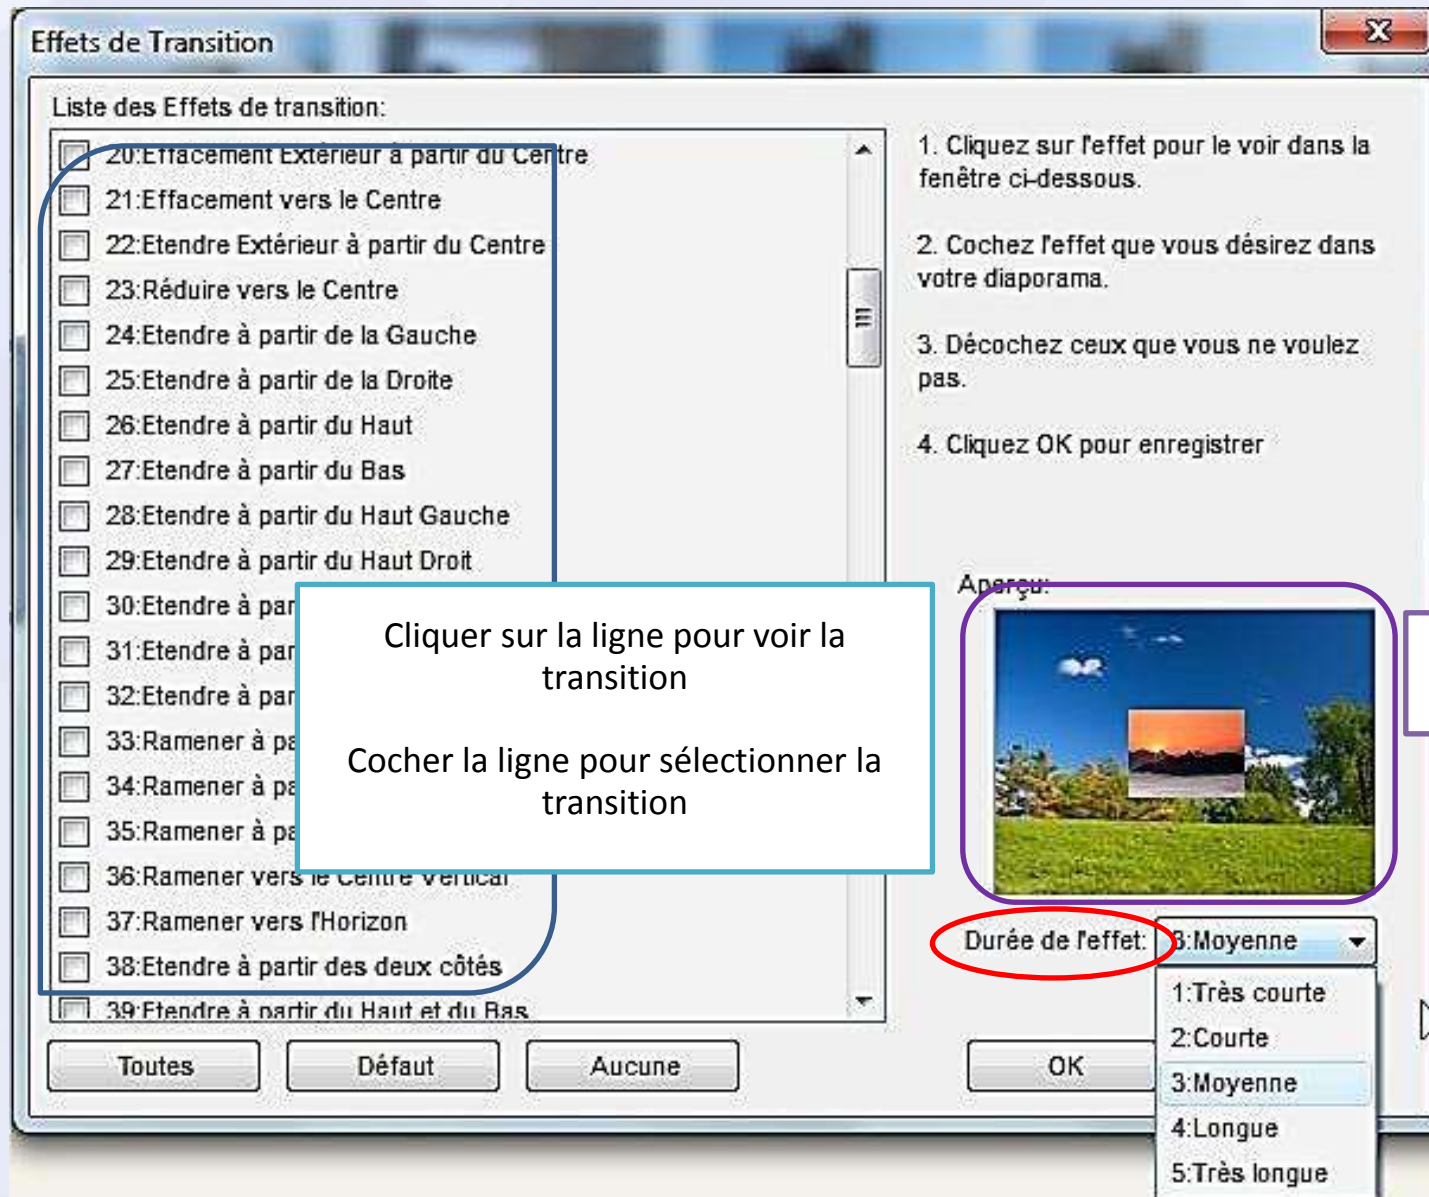 Effets de Transition
Liste des Effets de transition:
20:Effacement Extérieur à partir du Centre
21:Effacement vers le Centre
22:Etendre Extérieur à partir du Centre
23:Réduire vers le Centre
24:Etendre à partir de la Gauche
25:Etendre à partir de la Droite
26:Etendre à partir du Haut
27:Etendre à partir du Bas
28:Etendre à partir du Haut Gauche
29:Etendre à partir du Haut Droit
30:Etendre à par
31:Etendre à par
32:Etendre à par
33:Ramener à pa
34:Ramener à pa
35:Ramener à pa
36:Ramener vers le Centre Vertical
37:Ramener vers l'Horizon
38:Etendre à partir des deux côtés
39:Etendre à partir du Haut et du Bas
Cliquer sur la ligne pour voir la
transition
Cocher la ligne pour sélectionner la
transition
1. Cliquez sur l'effet pour le voir dans la
fenêtre ci-dessous.
2. Cochez l'effet que vous désirez dans
votre diaporama.
3. Décochez ceux que vous ne voulez
pas.
4. Cliquez OK pour enregistrer
Aperçu:
Durée de l'effet: 3:Moyenne
1:Très courte
2:Courte
3:Moyenne
4:Longue
5:Très longue
Toutes
Défaut
Aucune
OK